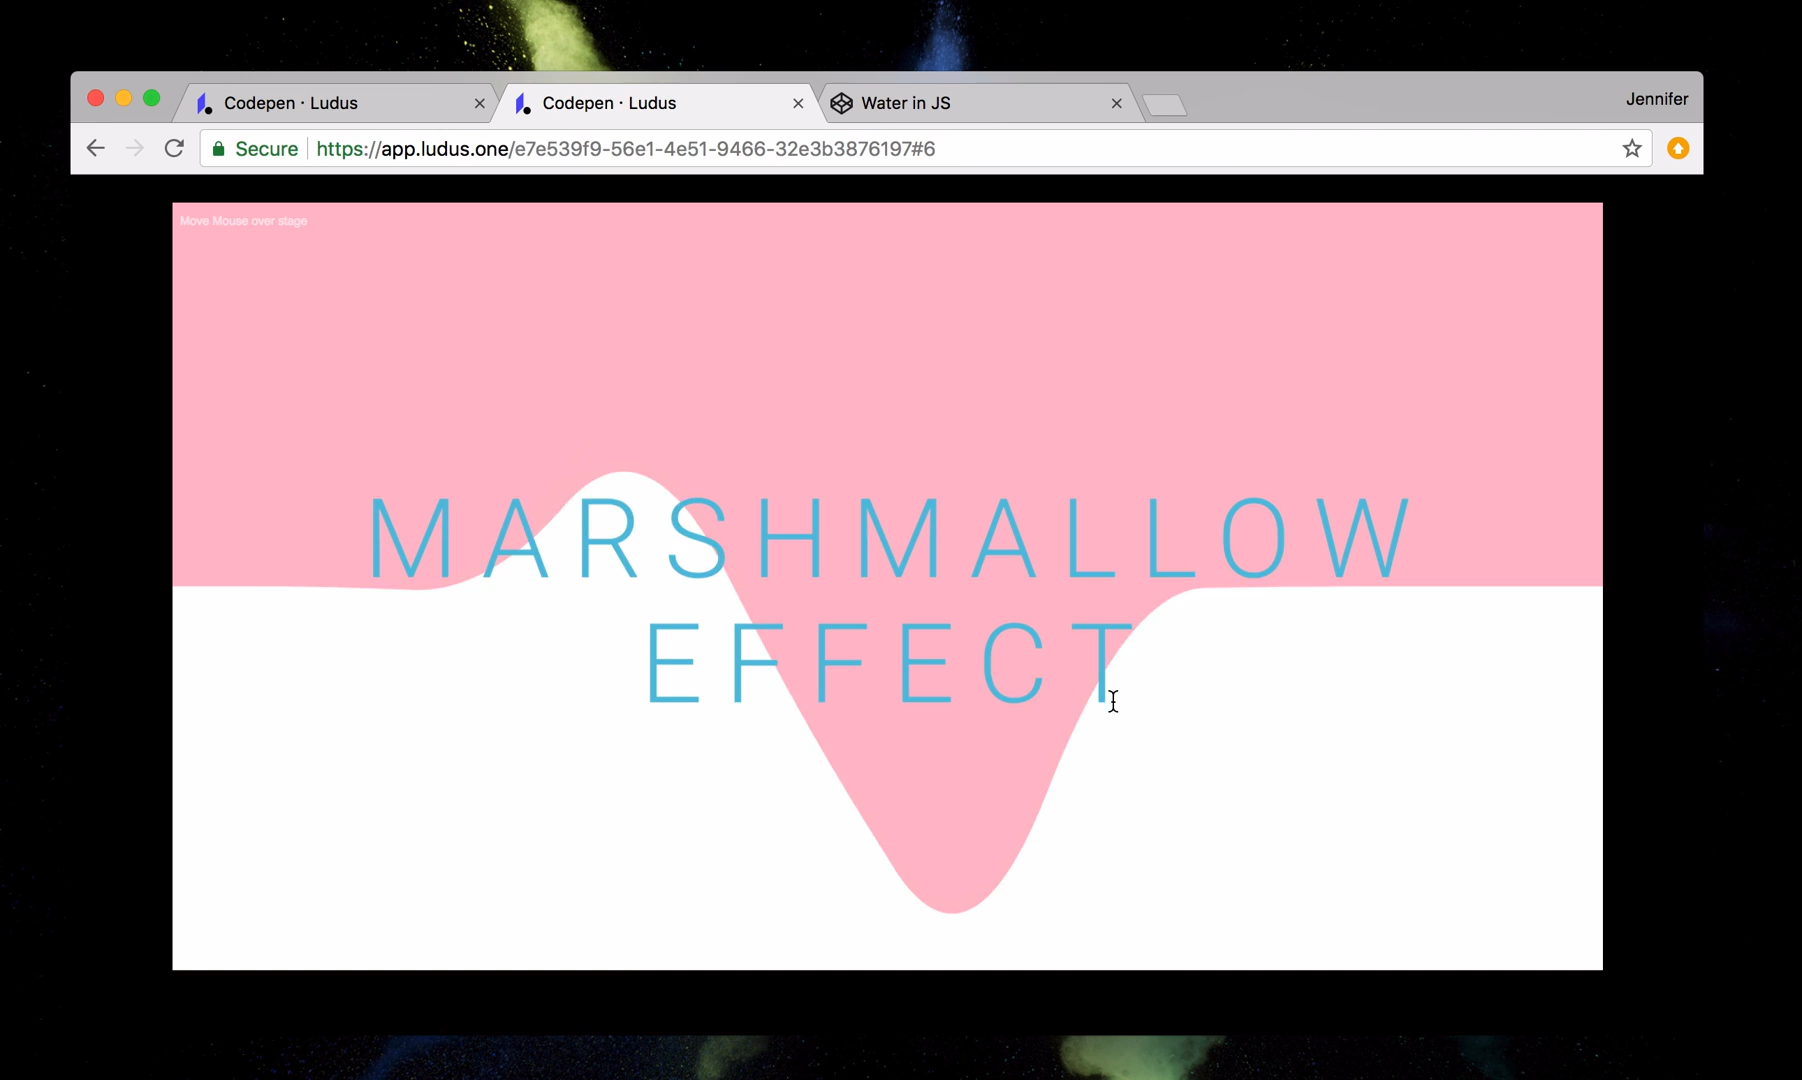 Codepen · Ludus
Codepen · Ludus
Water in JS
Jennifer
Secure https://app.ludus.one/e7e539f9-56e1-4e51-9466-32e3b3876197#6
Move Mouse over stage
MARSHMALLOW
EFFECT